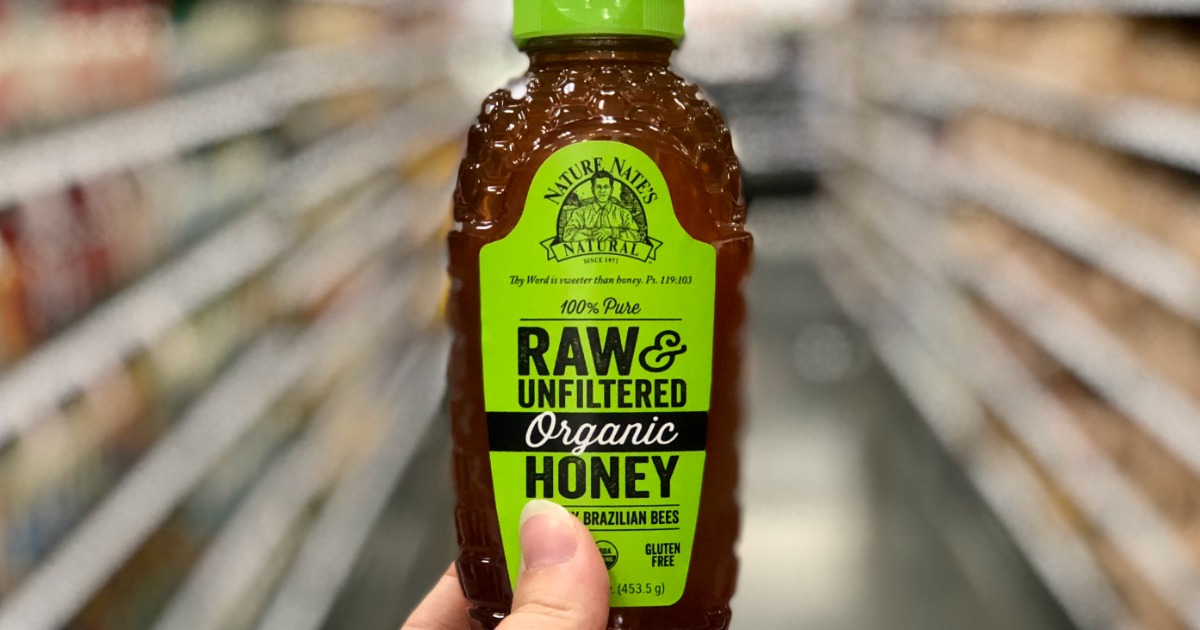 NATURE NATE'S
NATURAL
SINCE 1972
Thy Word is sweeter than honey. Ps. 119:103
100% Pure
RAW &
UNFILTERED
Organic
HONEY
BRAZILIAN BEES
GLUTEN
FREE
(453.5 g)